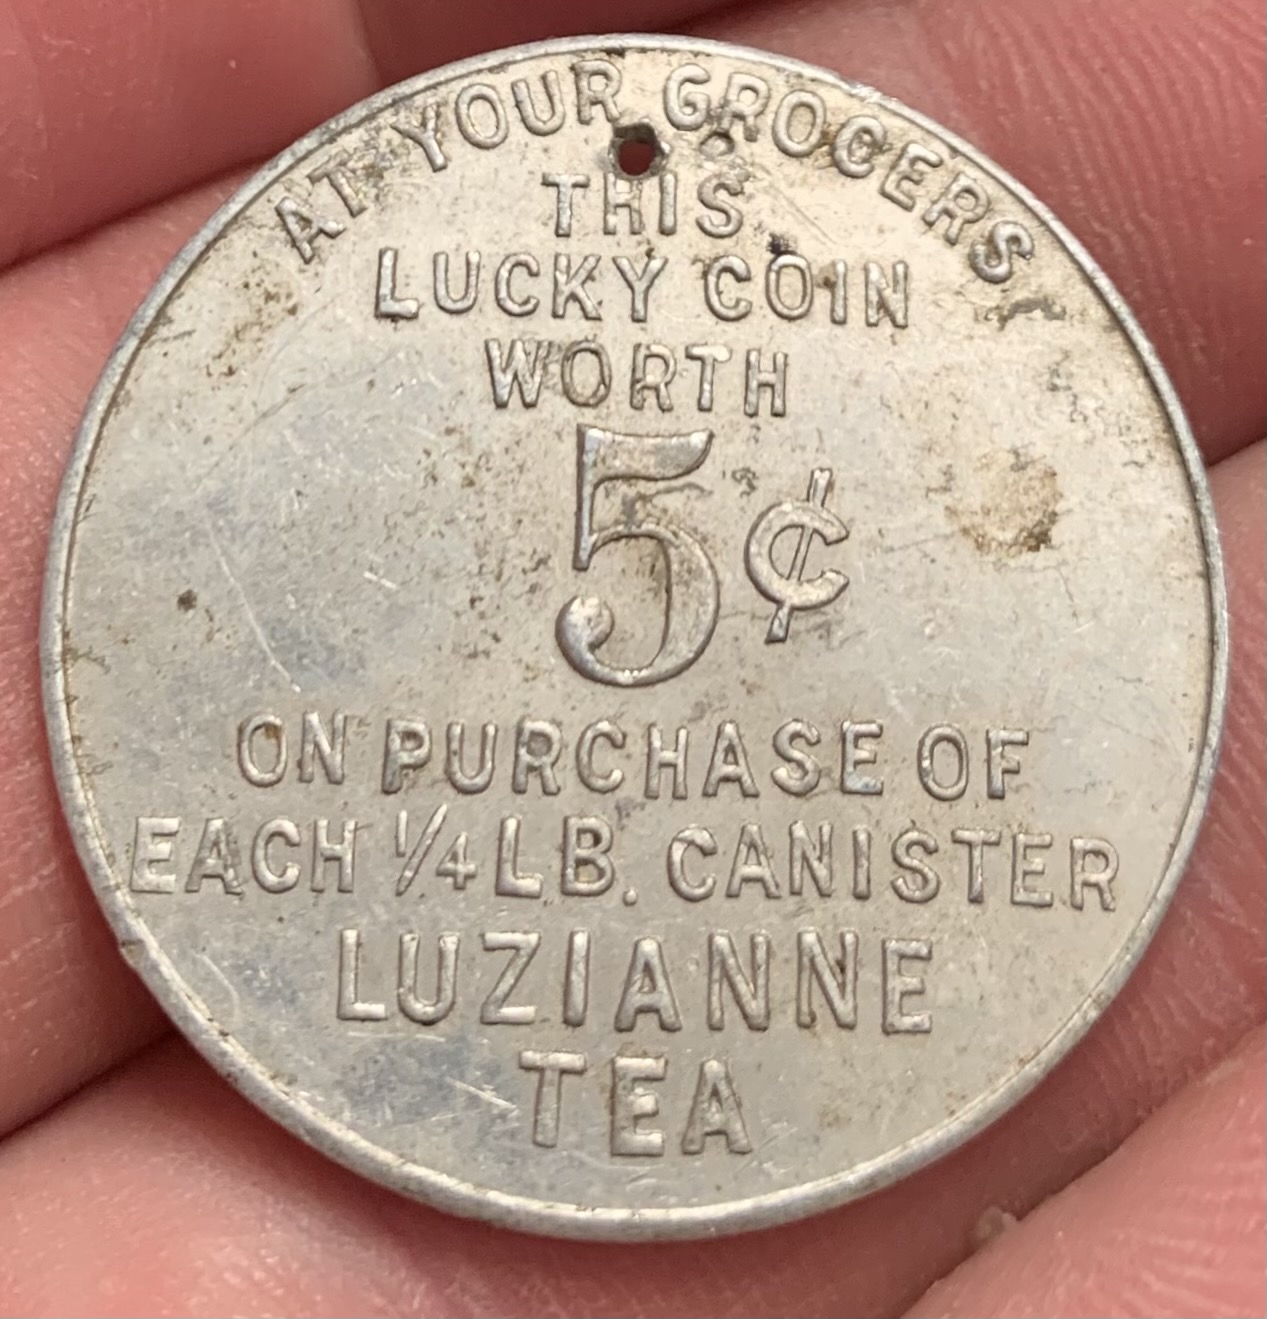 AT YOUR GROCERS
THIS
LUCKY COIN
WORTH
5¢
ON PURCHASE OF
EACH 1/4 LB. CANISTER
LUZIANNE
TEA